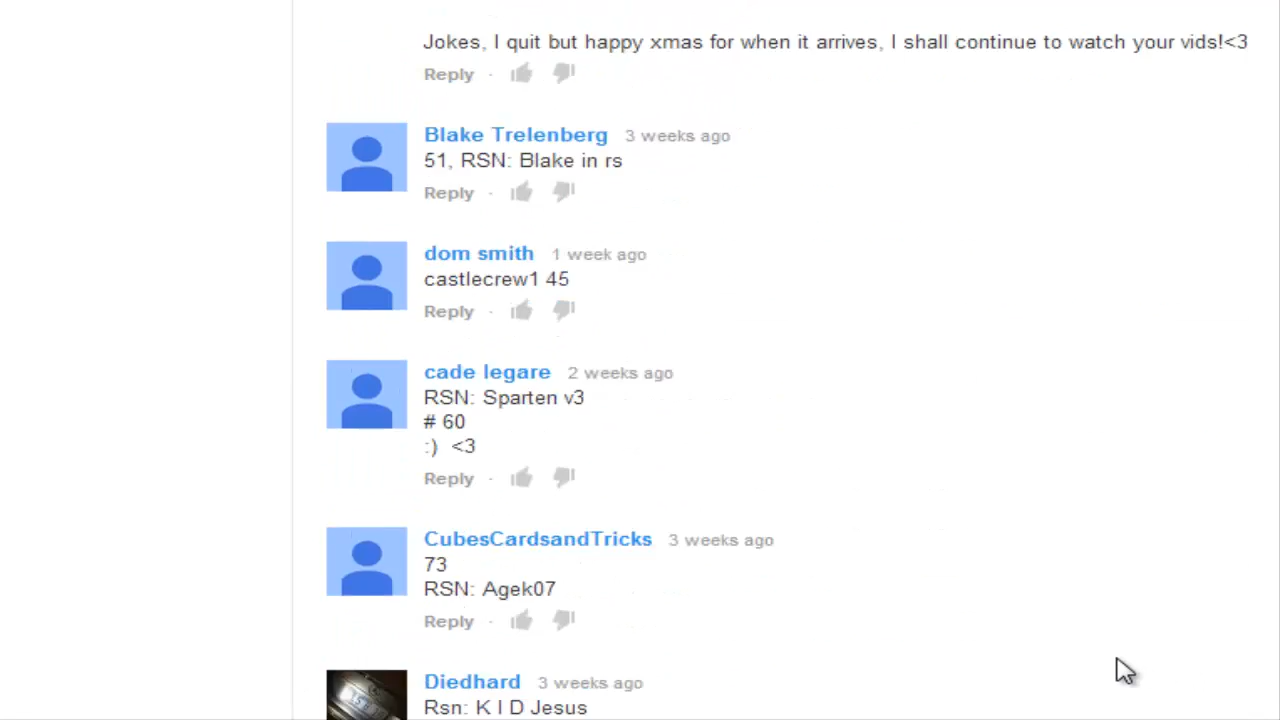 Jokes, I quit but happy xmas for when it arrives, I shall continue to watch your vids!<3
Reply ·
Blake Trelenberg 3 weeks ago
51, RSN: Blake in rs
Reply ·
dom smith 1 week ago
castlecrew1 45
Reply ·
cade legare 2 weeks ago
RSN: Sparten v3
# 60
:) <3
Reply ·
CubesCardsandTricks 3 weeks ago
73
RSN: Agek07
Reply ·
Diedhard 3 weeks ago
Rsn: K I D Jesus